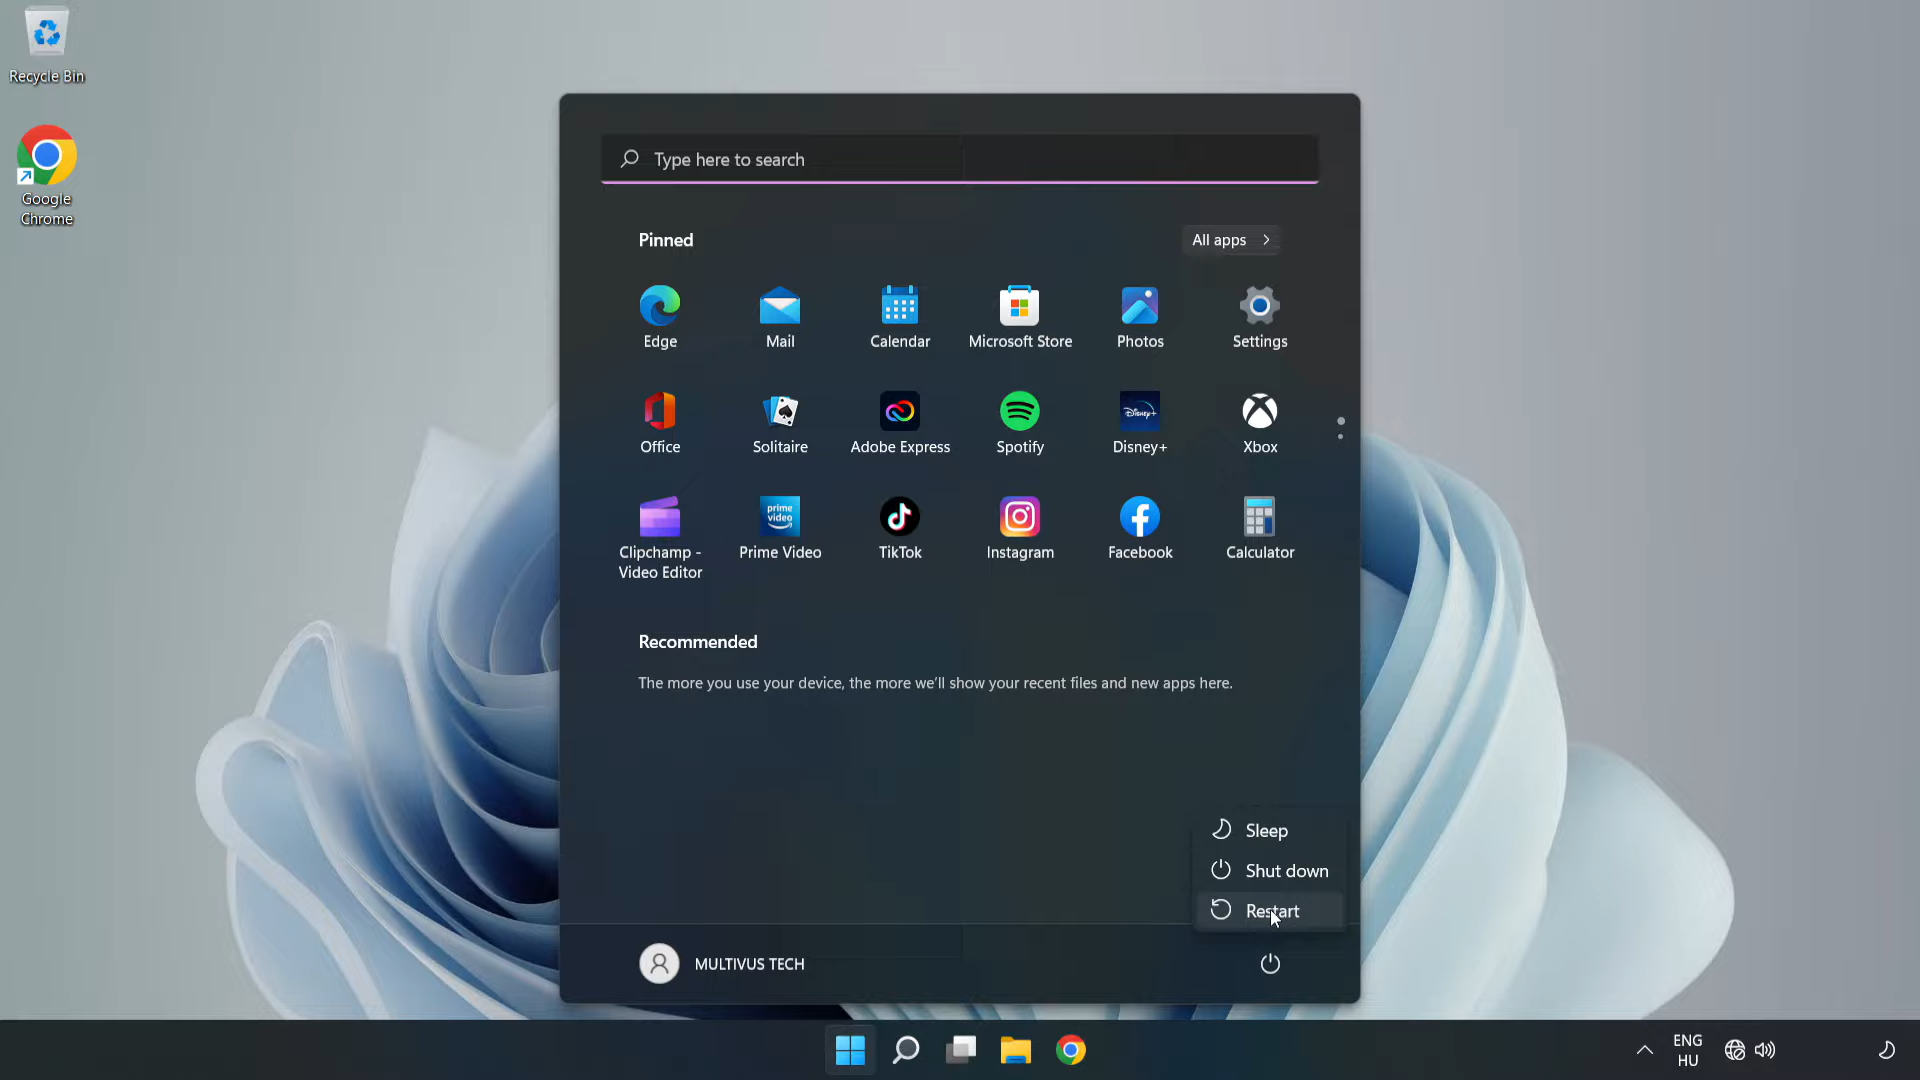 Recycle Bin
Google
Chrome
Type here to search
Pinned
All apps
Edge
Mail
Calendar
Microsoft Store
Photos
Settings
Office
Solitaire
Adobe Express
Disney+
Spotify
Disney+
Xbox
prime
video
Clipchamp -
Video Editor
Prime Video
TikTok
Instagram
Facebook
Calculator
Recommended
The more you use your device, the more we’ll show your recent files and new apps here.
Sleep
Shut down
Restart
MULTIVUS TECH
ENG
HU